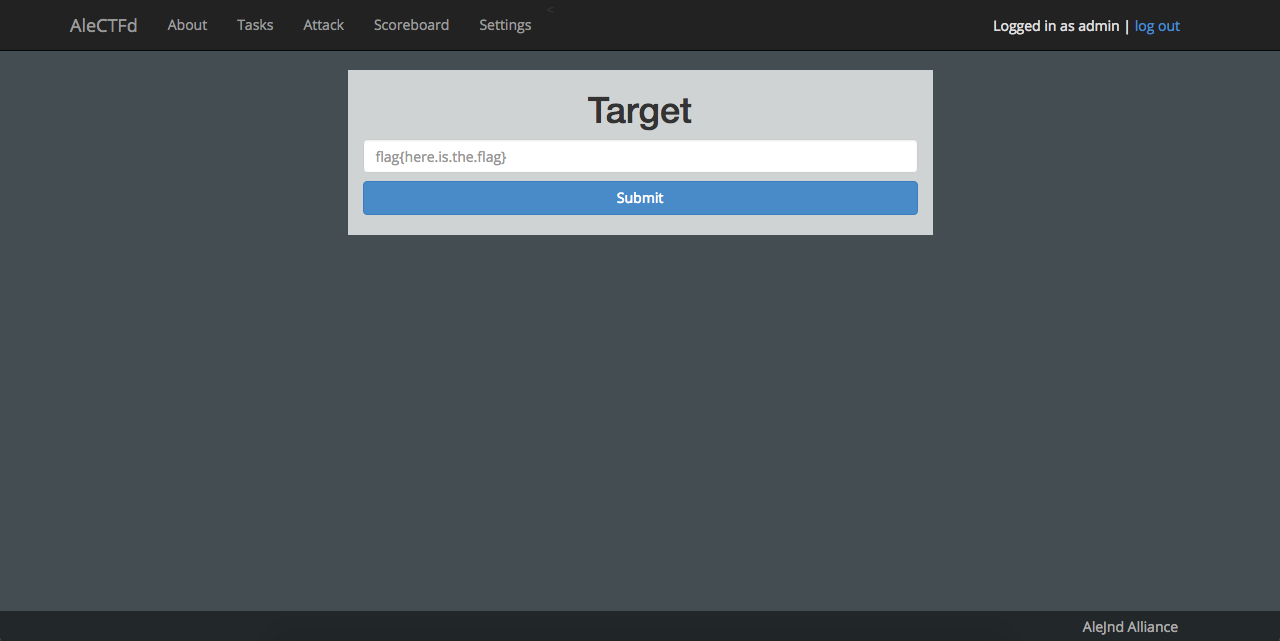 AleCTFd About Tasks Attack Scoreboard Settings < Logged in as admin | log out
Target
flag{here.is.the.flag}
Submit
AleJnd Alliance